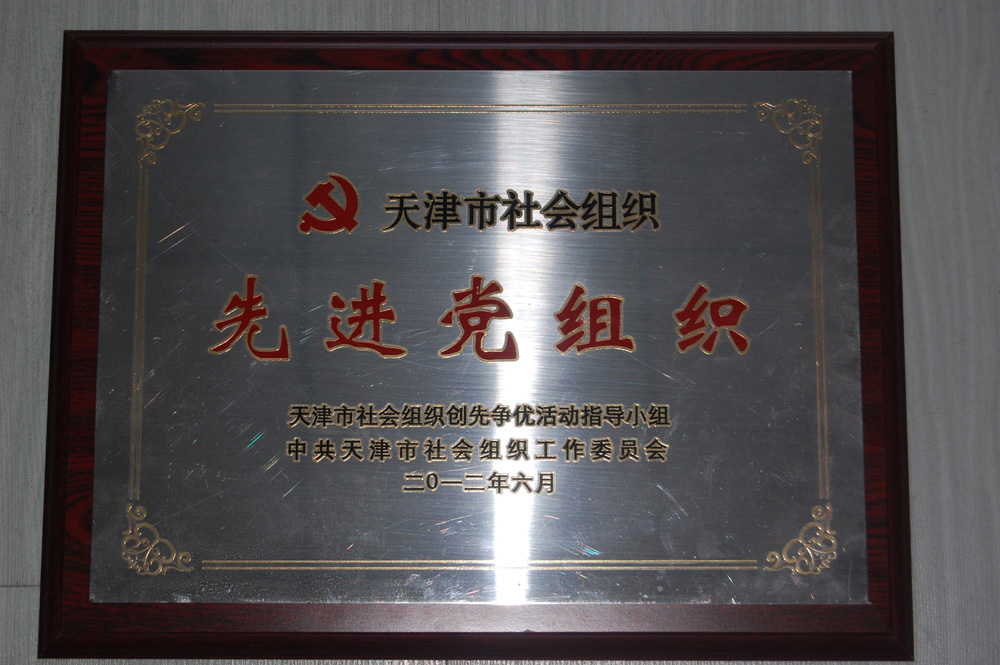 天津市社会组织
先进党组织
天津市社会组织创先争优活动指导小组
中共天津市社会组织工作委员会
二0一二年六月